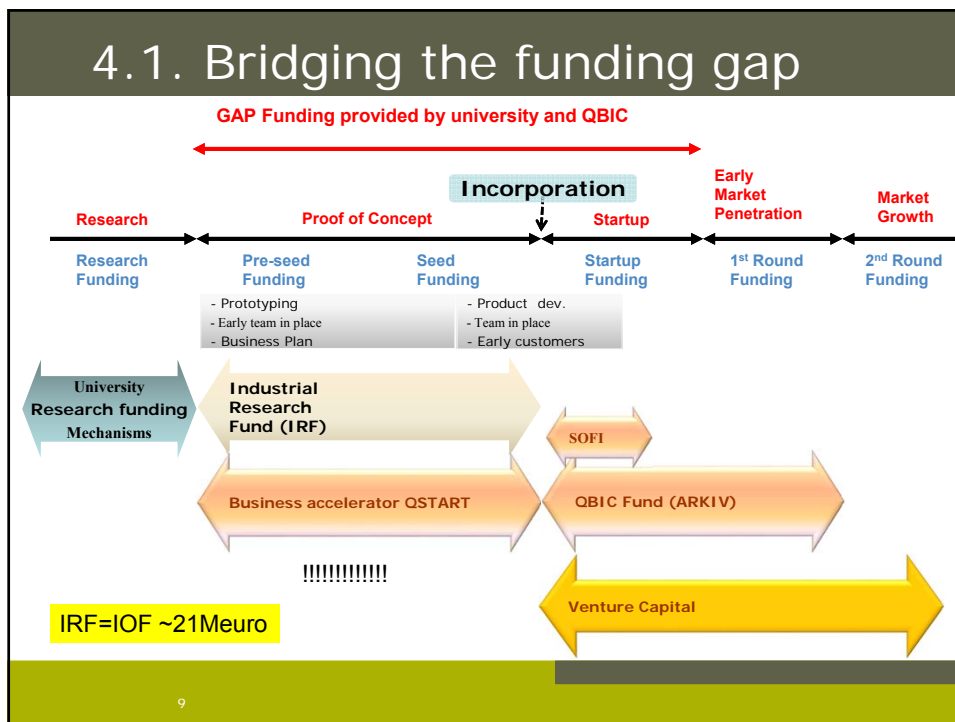 4.1. Bridging the funding gap
GAP Funding provided by university and QBIC
Incorporation
Research
Proof of Concept
Startup
Early
Market
Penetration
Market
Growth
Research
Funding
Pre-seed
Funding
Seed
Funding
Startup
Funding
1st Round
Funding
2nd Round
Funding
- Prototyping
- Early team in place
- Business Plan
- Product dev.
- Team in place
- Early customers
University
Research funding
Mechanisms
Industrial
Research
Fund (IRF)
SOFI
Business accelerator QSTART
QBIC Fund (ARKIV)
!!!!!!!!!!!!!
Venture Capital
IRF=IOF ~21Meuro
9